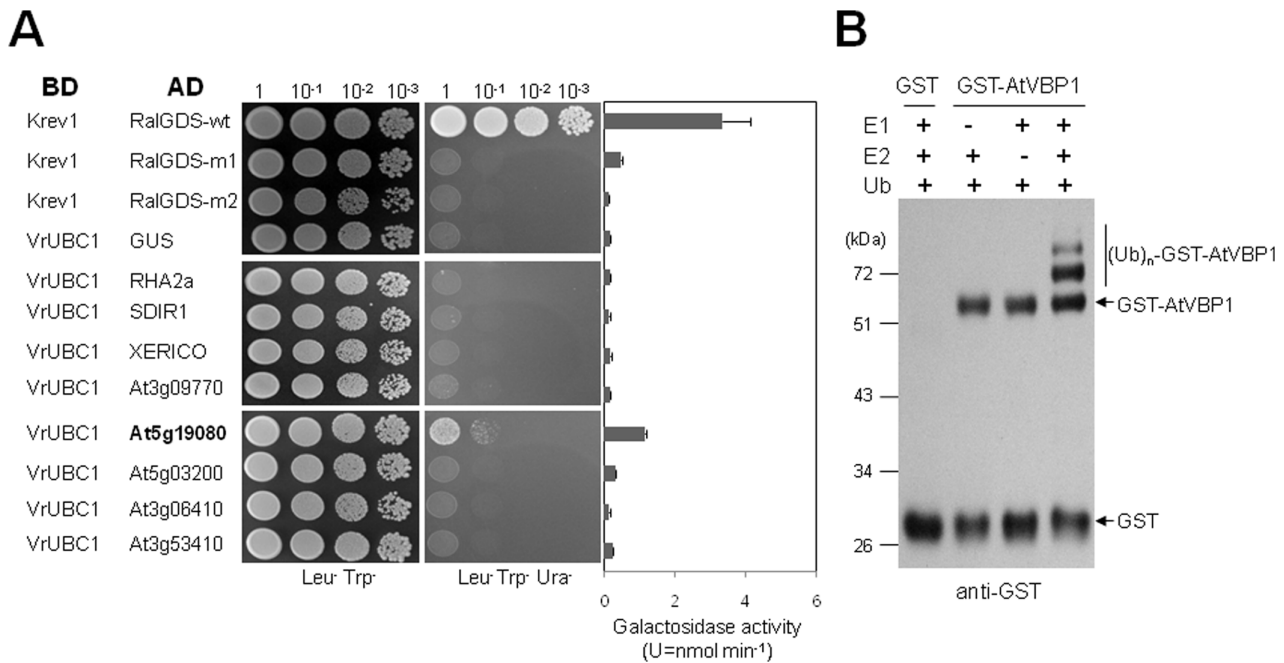 A
BD AD 1 10-1 10-2 10-3 1 10-1 10-2 10-3
Krev1 RalGDS-wt
Krev1 RalGDS-m1
Krev1 RalGDS-m2
VrUBC1 GUS
VrUBC1 RHA2a
VrUBC1 SDIR1
VrUBC1 XERICO
VrUBC1 At3g09770
VrUBC1 At5g19080
VrUBC1 At5g03200
VrUBC1 At3g06410
VrUBC1 At3g53410
Leu- Trp- Leu- Trp- Ura-
0 2 4 6
Galactosidase activity
(U=nmol min-1)
B
GST GST-AtVBP1
E1 + - + +
E2 + + - +
Ub + + + +
(kDa)
(Ub)n-GST-AtVBP1
72
GST-AtVBP1
51
43
34
GST
26
anti-GST